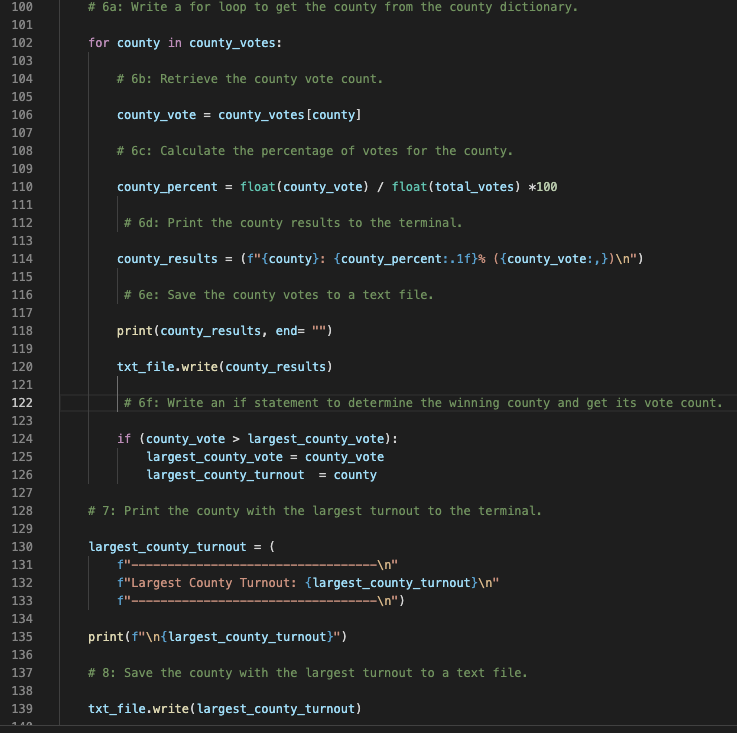 100 # 6a: Write a for loop to get the county from the county dictionary.
101
102 for county in county_votes:
103
104 # 6b: Retrieve the county vote count.
105
106 county_vote = county_votes[county]
107
108 # 6c: Calculate the percentage of votes for the county.
109
110 county_percent = float(county_vote) / float(total_votes) *100
111
112 # 6d: Print the county results to the terminal.
113
114 county_results = (f"{county}: {county_percent:.1f}% ({county_vote:,})\n")
115
116 # 6e: Save the county votes to a text file.
117
118 print(county_results, end= "")
119
120 txt_file.write(county_results)
121
122 # 6f: Write an if statement to determine the winning county and get its vote count.
123
124 if (county_vote > largest_county_vote):
125 largest_county_vote = county_vote
126 largest_county_turnout  = county
127
128 # 7: Print the county with the largest turnout to the terminal.
129
130 largest_county_turnout = (
131 f"----------------------------------\n"
132 f"Largest County Turnout: {largest_county_turnout}\n"
133 f"----------------------------------\n")
134
135 print(f"\n{largest_county_turnout}")
136
137 # 8: Save the county with the largest turnout to a text file.
138
139 txt_file.write(largest_county_turnout)